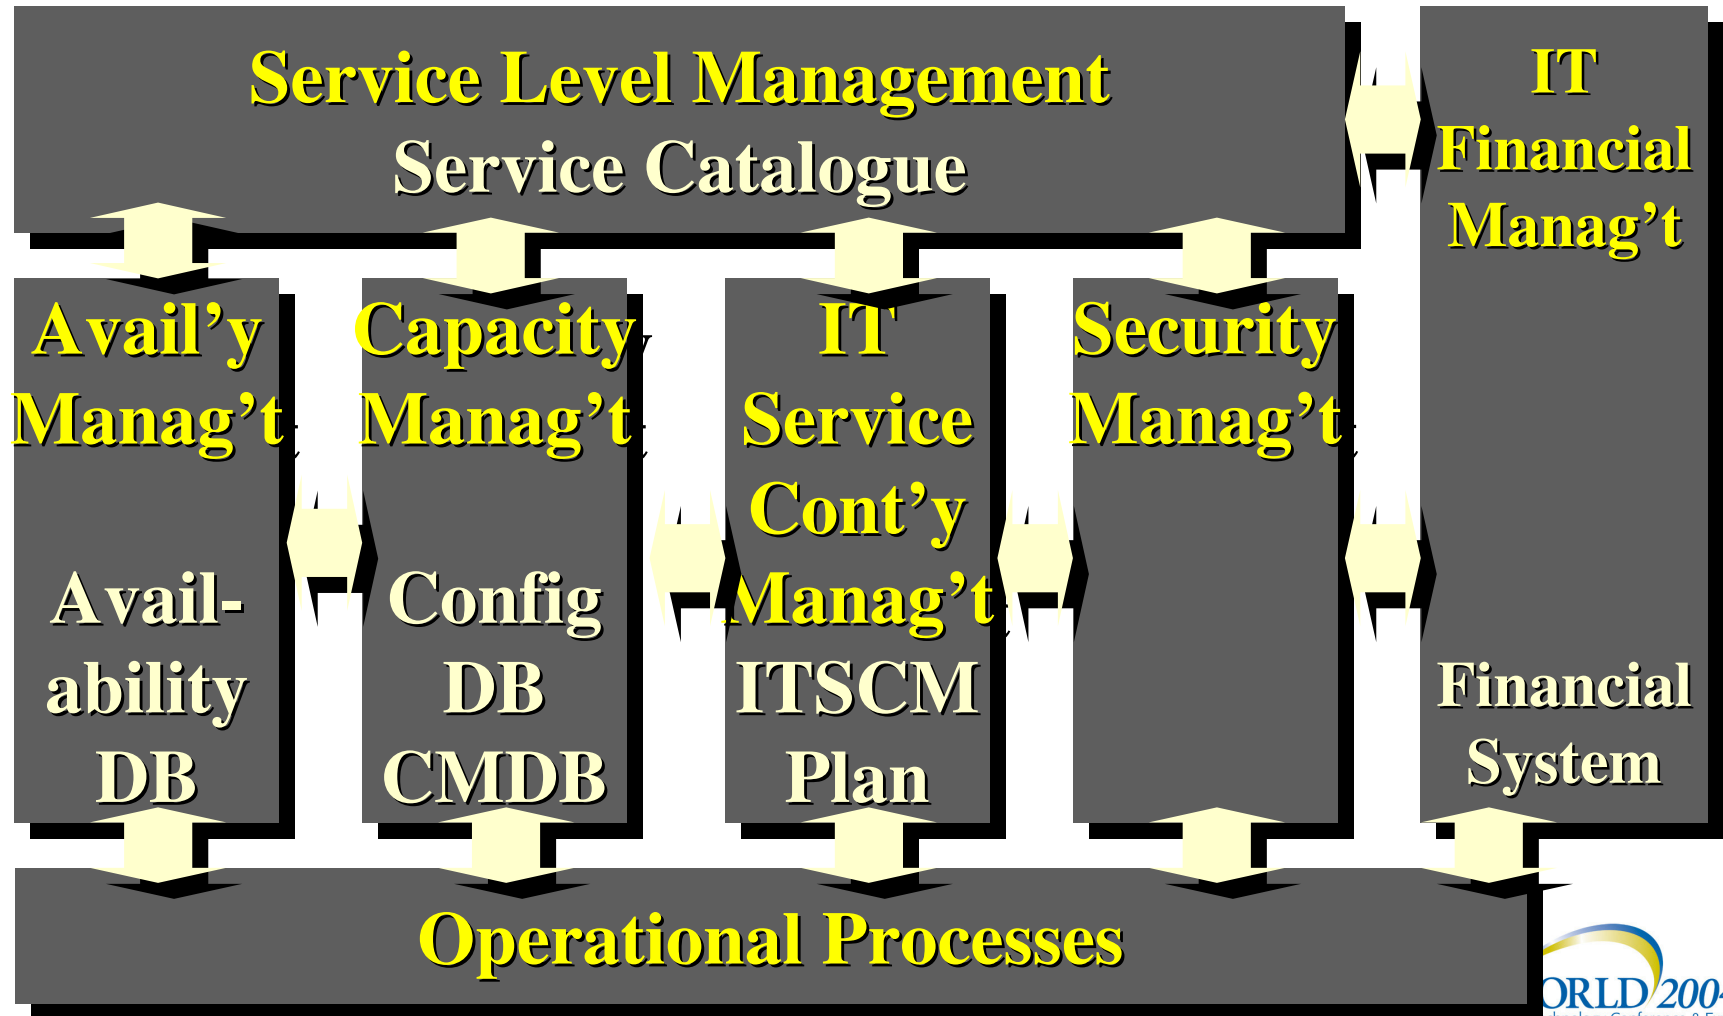 Service Level Management
Service Catalogue
IT
Financial
Manag’t
Financial
System
Avail’y
Manag’t
Avail-
ability
DB
Capacity
Manag’t
Config
DB
CMDB
IT
Service
Cont’y
Manag’t
ITSCM
Plan
Security
Manag’t
Operational Processes